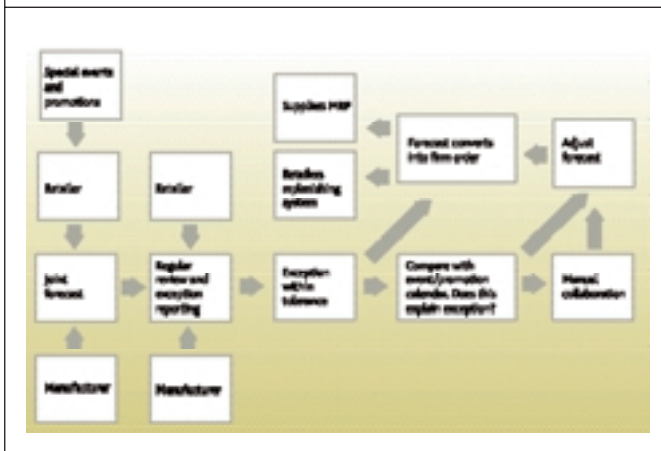 Special events
and
promotions
Suppliers MRP
Forecast converts
into firm order
Adjust
forecast
Retailer
Retailer
Retailers
replenishing
system
Joint
forecast
Regular
review and
exception
reporting
Exception
within
tolerance
Compare with
event/promotion
calendar. Does this
explain exception?
Manual
collaboration
Manufacturer
Manufacturer